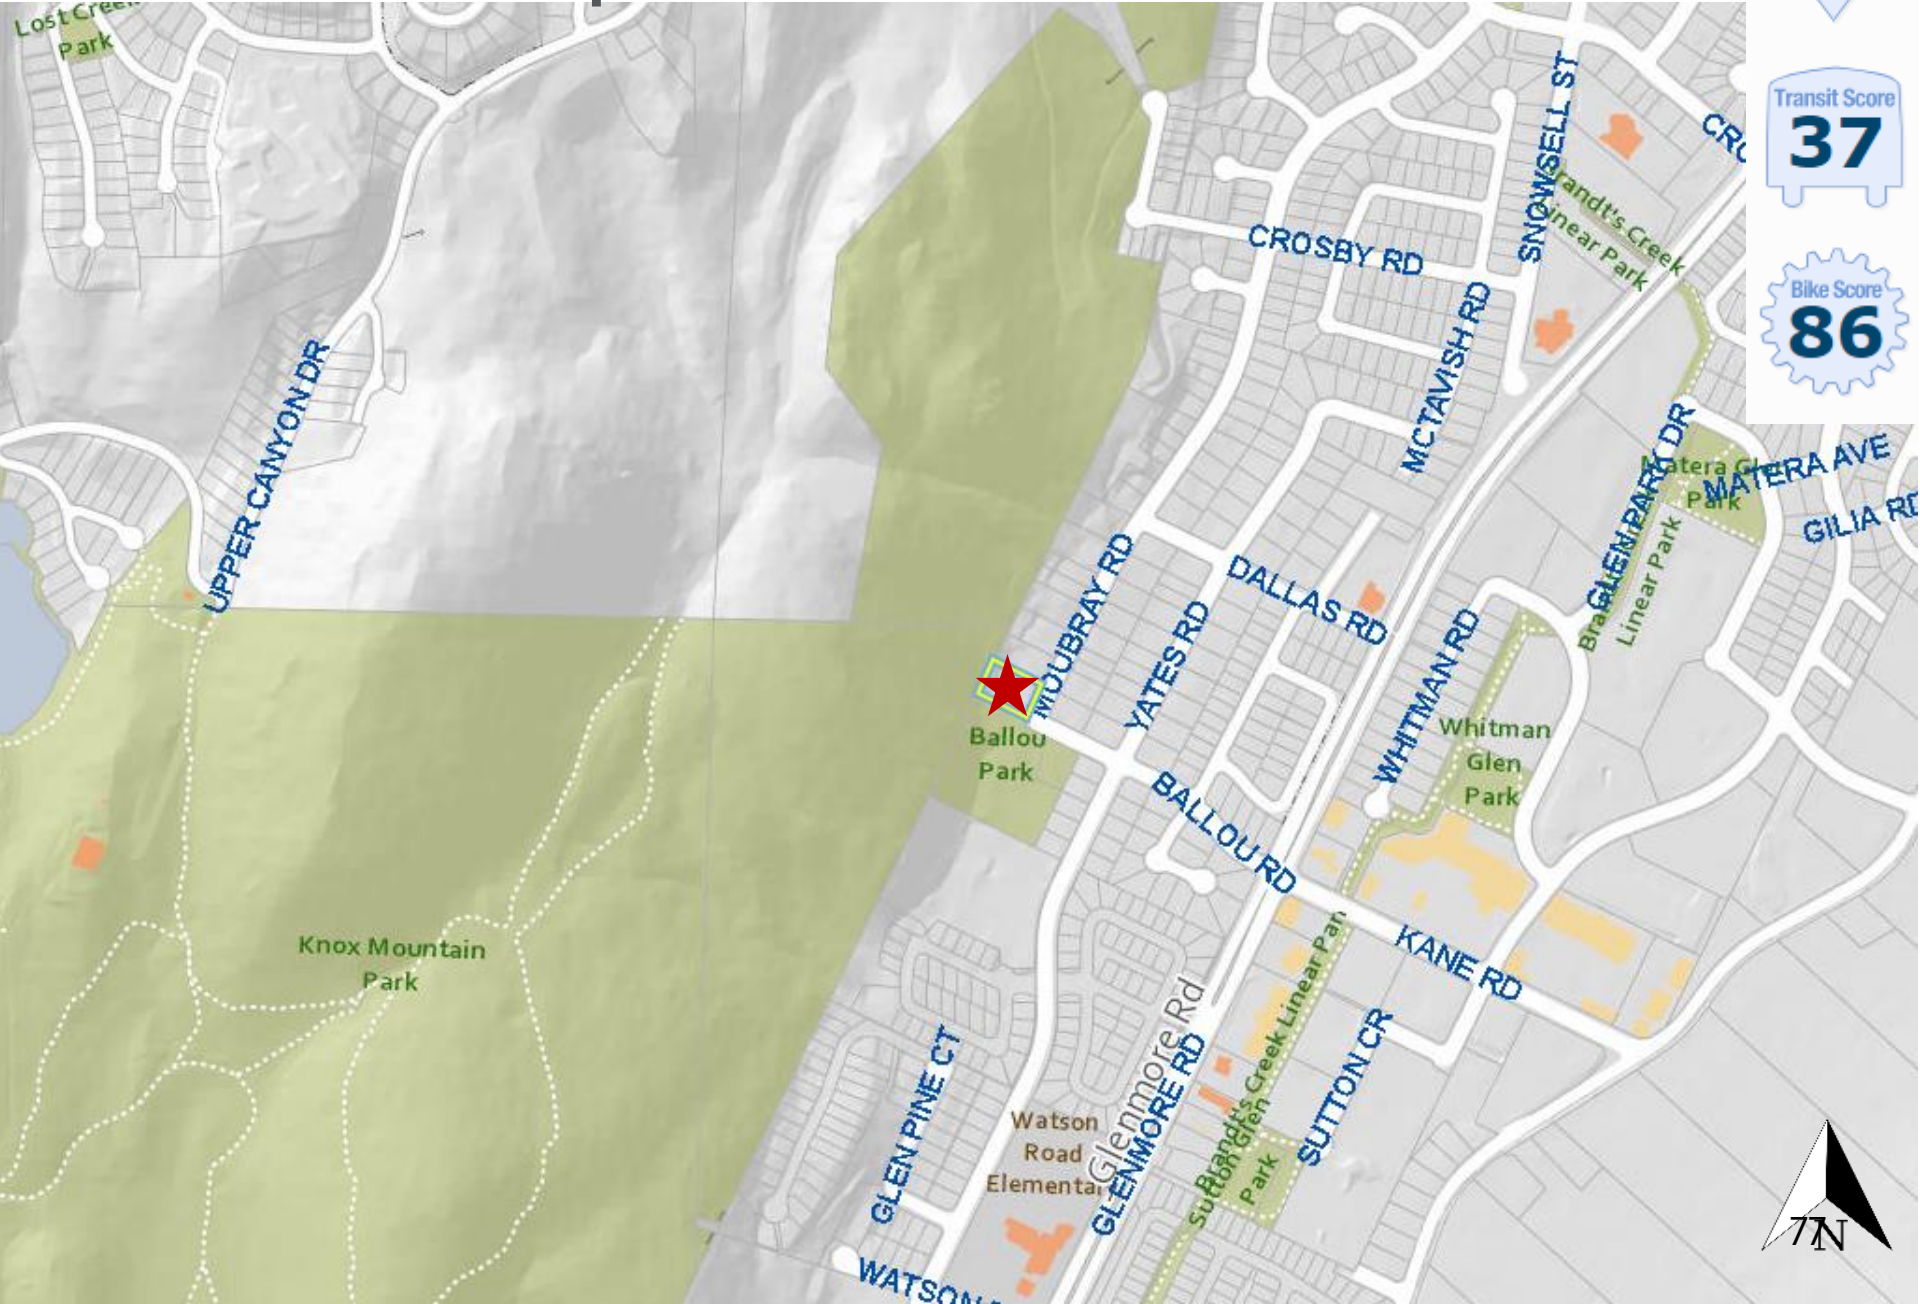 Lost Creek
Park
Transit Score
37
Bike Score
86
SNOWSELL ST
Brandt's Creek
Linear Park
CROSBY RD
MCTAVISH RD
UPPER CANYON DR
GLENPARK DR
Matera Glen
Park
MATERA AVE
GILIA RD
Linear Park
MOUBRAY RD
DALLAS RD
YATES RD
WHITMAN RD
Whitman
Glen
Park
Ballou
Park
BALLOU RD
KANE RD
Knox Mountain
Park
Brandt's Creek Linear Park
Glenmore Rd
GLENMORE RD
SUTTON CR
Sutton Glen
Park
GLEN PINE CT
Watson
Road
Elementar
WATSON
77
N